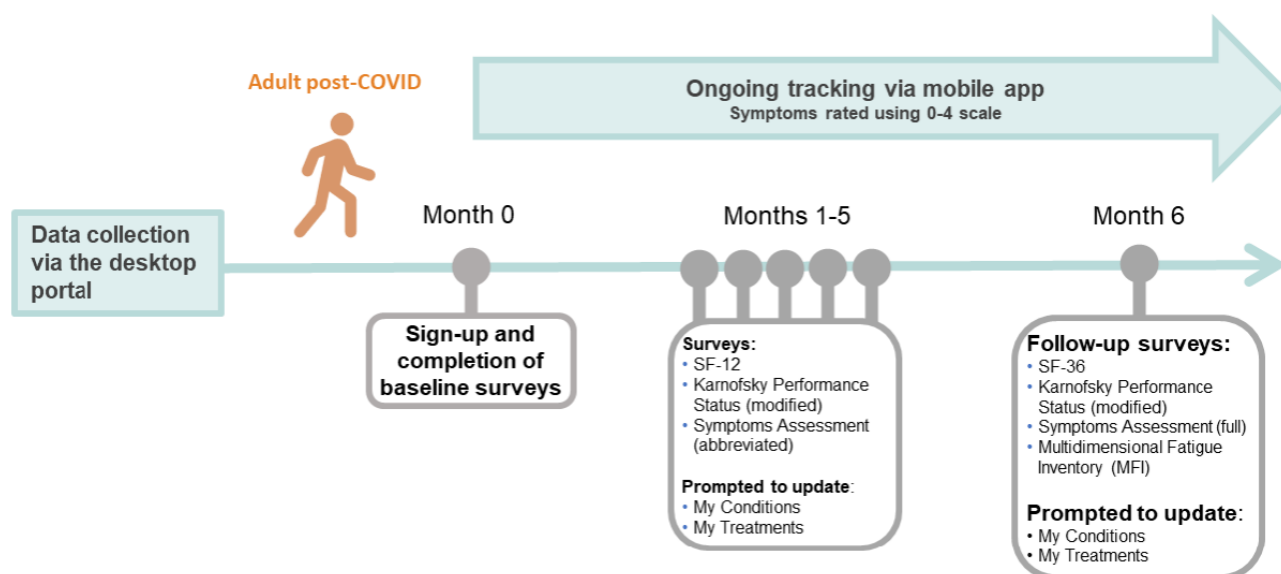 Adult post-COVID
Ongoing tracking via mobile app
Symptoms rated using 0-4 scale
Data collection
via the desktop
portal
Month 0
Months 1-5
Month 6
Sign-up and
completion of
baseline surveys
Surveys:
• SF-12
• Karnofsky Performance
Status (modified)
• Symptoms Assessment
(abbreviated)
Prompted to update:
• My Conditions
• My Treatments
Follow-up surveys:
• SF-36
• Karnofsky Performance
Status (modified)
• Symptoms Assessment (full)
• Multidimensional Fatigue
Inventory (MFI)
Prompted to update:
• My Conditions
• My Treatments